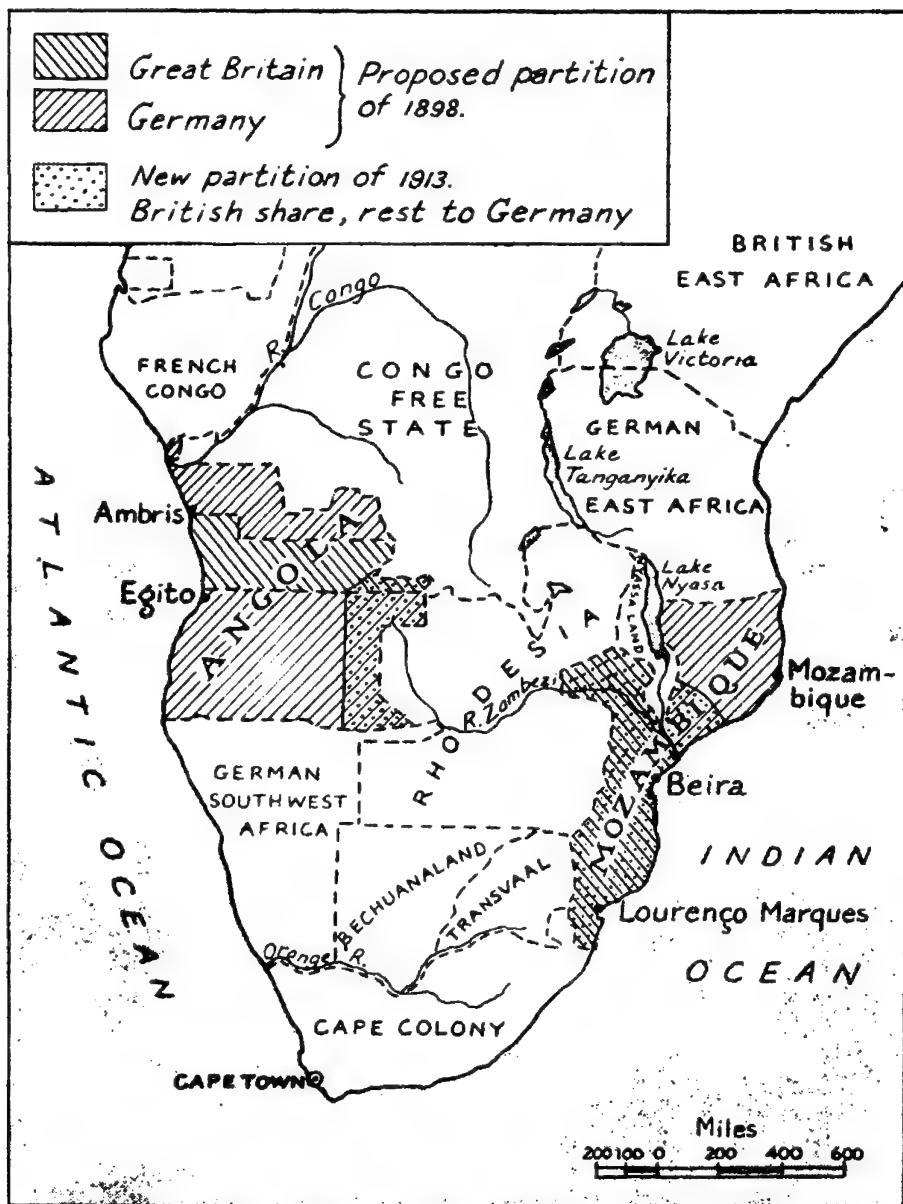 Great Britain
Germany
Proposed partition
of 1898.
New partition of 1913.
British share, rest to Germany
BRITISH
EAST AFRICA
R. Congo
Lake
Victoria
FRENCH
CONGO
CONGO
FREE
STATE
GERMAN
EAST AFRICA
Lake
Tanganyika
ATLANTIC OCEAN
Ambris
Egito
ANGOLA
Lake
Nyasa
NYASSALAND
RHODESIA
R. Zambezi
MOZAMBIQUE
Mozam-
bique
Beira
GERMAN
SOUTHWEST
AFRICA
BECHUANALAND
TRANSVAAL
INDIAN
OCEAN
Lourenço Marques
Orange R.
CAPE COLONY
CAPE TOWN
Miles
200 100 0 200 400 600